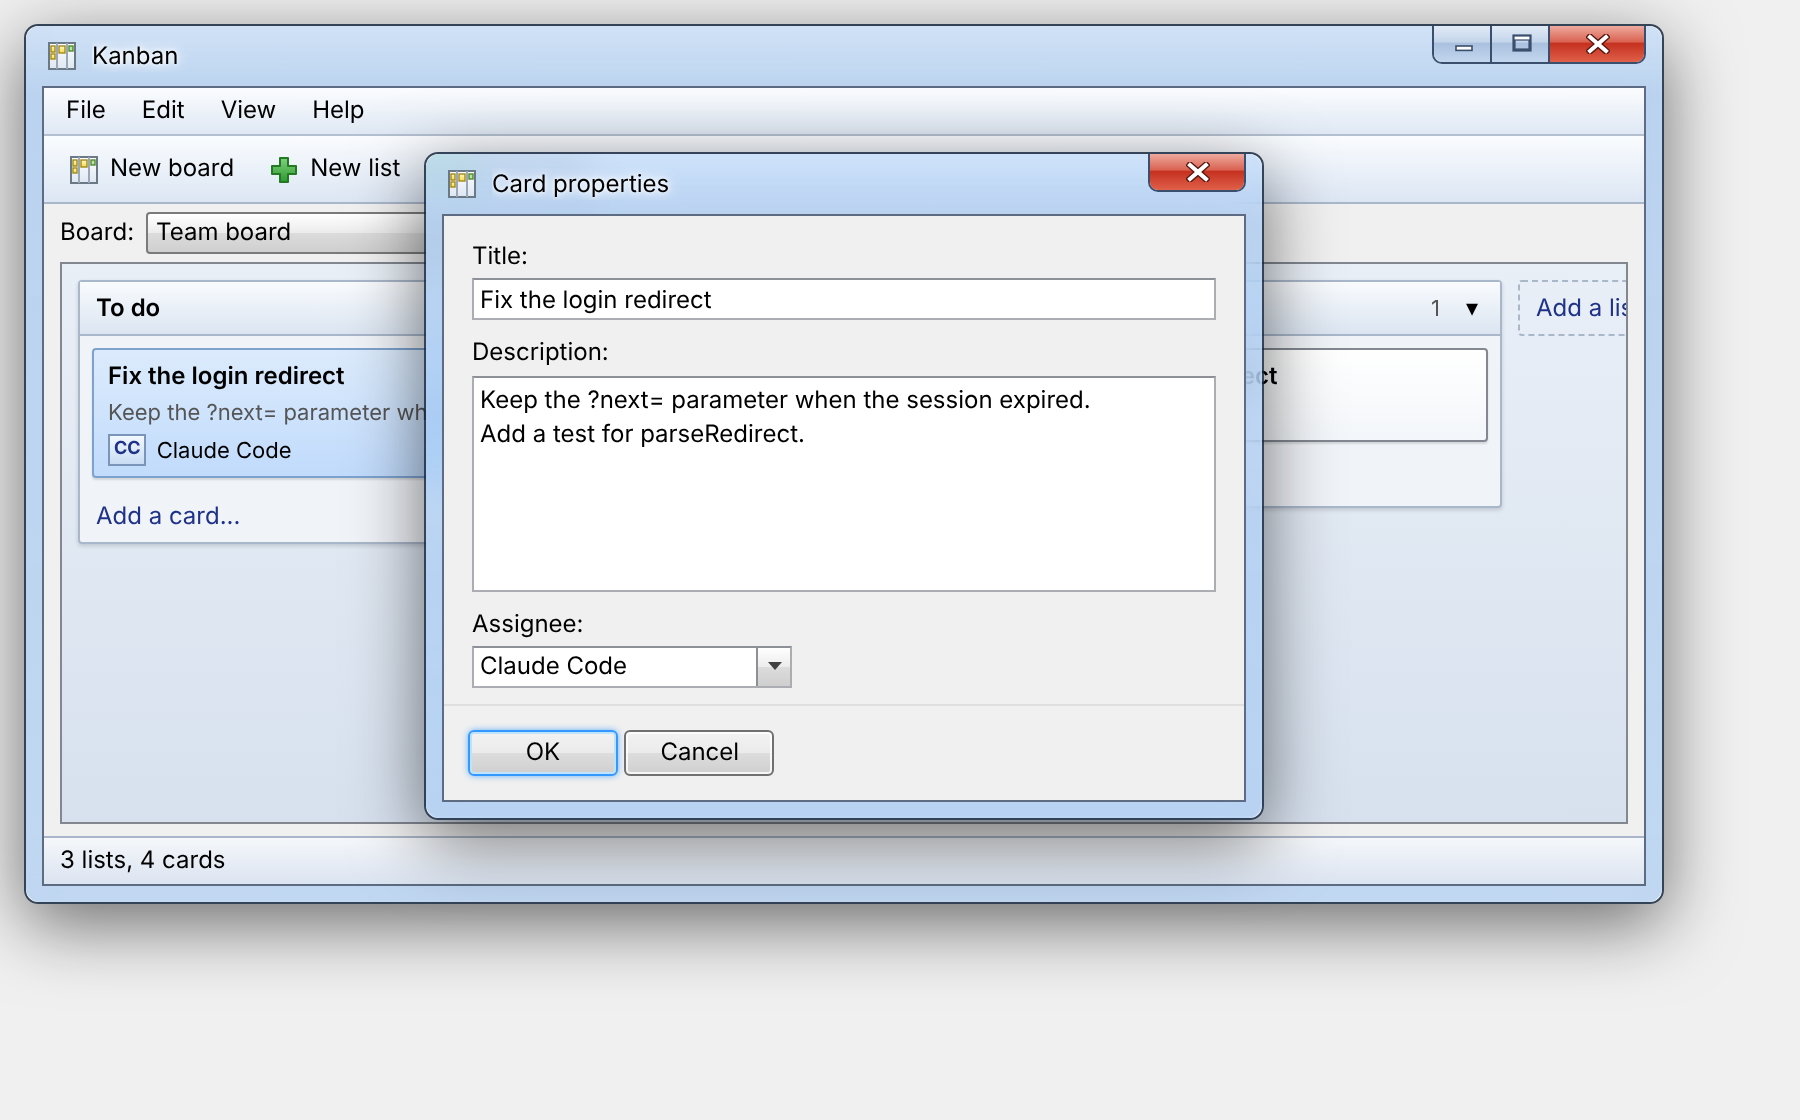 Kanban
File Edit View Help
New board New list
Board: Team board
To do
Fix the login redirect
Keep the ?next= parameter
CC Claude Code
Add a card...
1 ▼
Add a
Card properties
Title:
Fix the login redirect
Description:
Keep the ?next= parameter when the session expired.
Add a test for parseRedirect.
Assignee:
Claude Code
OK Cancel
3 lists, 4 cards